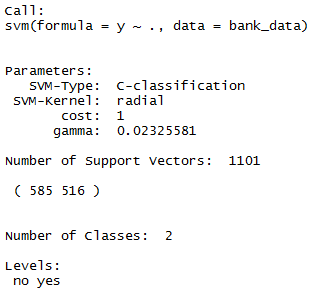 Call:
svm(formula = y ~ ., data = bank_data)
Parameters:
SVM-Type: C-classification
SVM-Kernel: radial
cost: 1
gamma: 0.02325581
Number of Support Vectors: 1101
( 585 516 )
Number of Classes: 2
Levels:
no yes